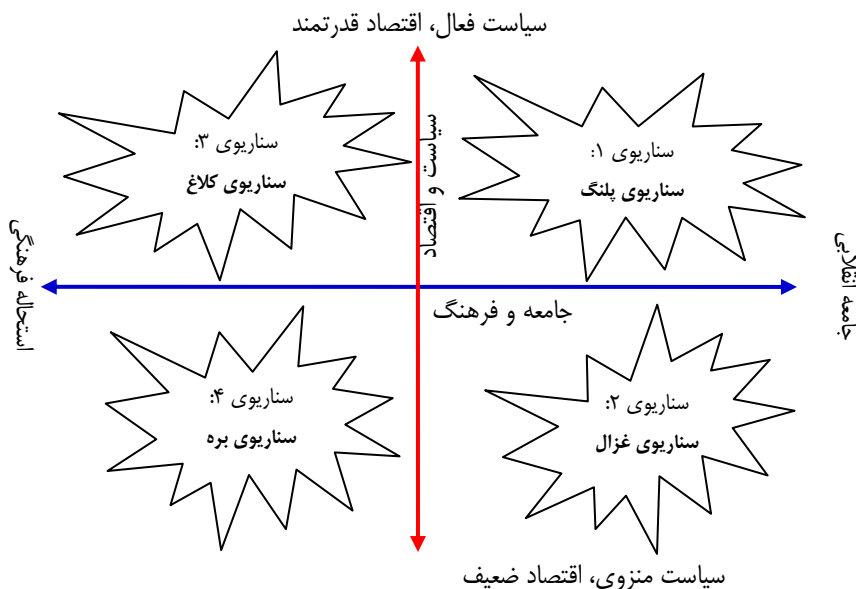 سیاست فعال، اقتصاد قدرتمند
سناریوی ۱:
سناریوی پلنگ
سیاست و اقتصاد
سناریوی ۳:
سناریوی کلاغ
جامعه انقلابی
استحاله فرهنگی
جامعه و فرهنگ
سناریوی ۲:
سناریوی غزال
سناریوی ۴:
سناریوی بره
سیاست منزوی، اقتصاد ضعیف